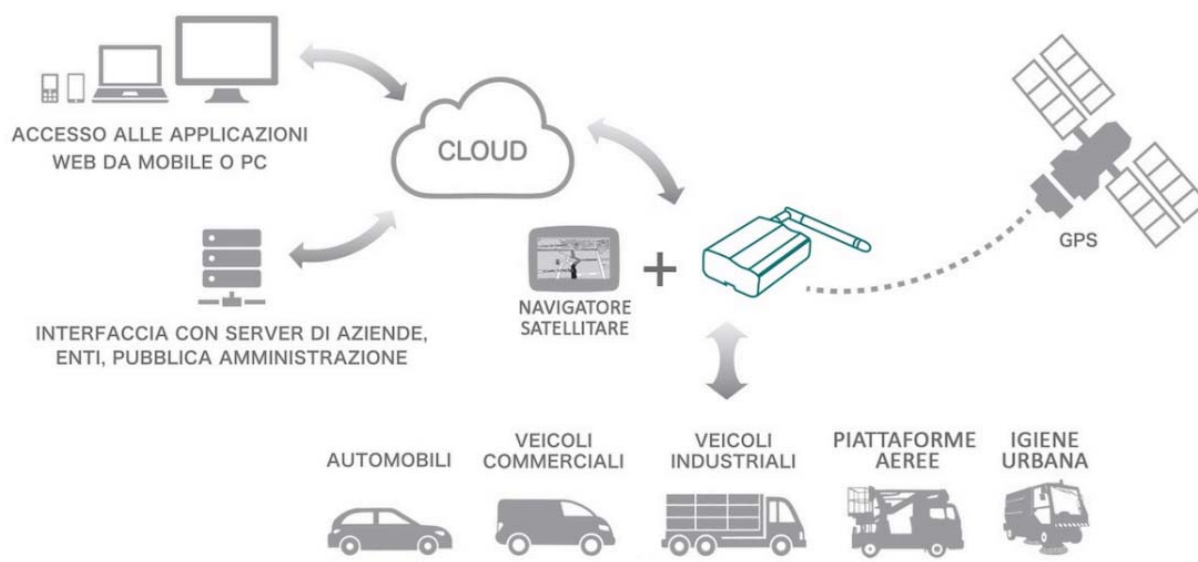 ACCESSO ALLE APPLICAZIONI
WEB DA MOBILE O PC
CLOUD
GPS
NAVIGATORE
SATELLITARE
INTERFACCIA CON SERVER DI AZIENDE,
ENTI, PUBBLICA AMMINISTRAZIONE
AUTOMOBILI
VEICOLI
COMMERCIALI
VEICOLI
INDUSTRIALI
PIATTAFORME
AEREE
IGIENE
URBANA